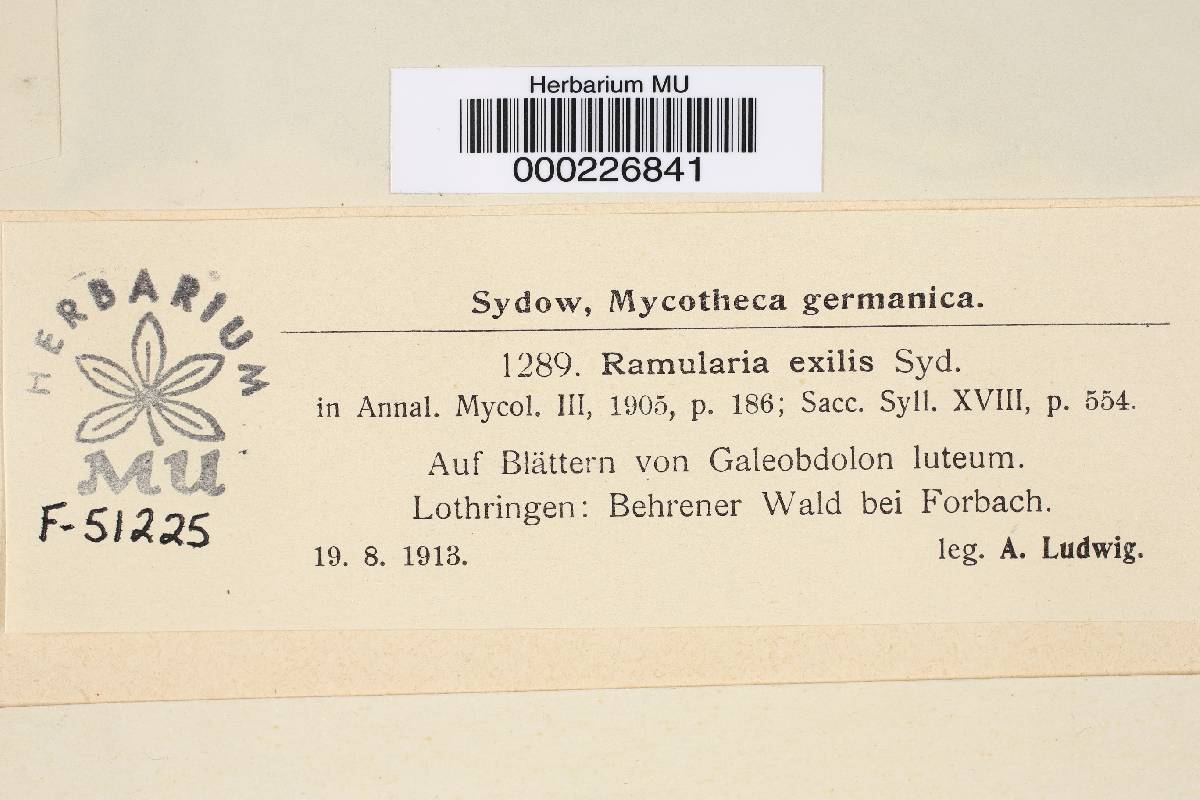 Herbarium MU
000226841
HERBARIUM
MU
F-51225
Sydow, Mycotheca germanica.
1289. Ramularia exilis Syd.
in Annal. Mycol. III, 1905, p. 186; Sacc. Syll. XVIII, p. 554.
Auf Blättern von Galeobdolon luteum.
Lothringen: Behrener Wald bei Forbach.
19. 8. 1913. leg. A. Ludwig.